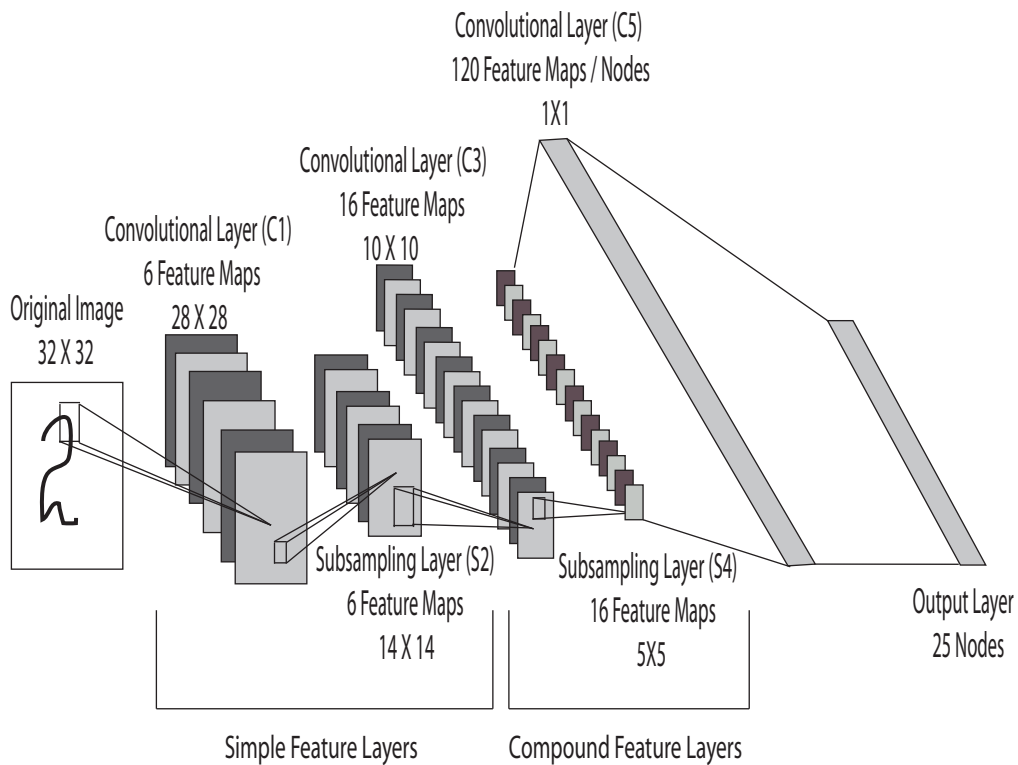 Convolutional Layer (C5)
120 Feature Maps / Nodes
1X1
Convolutional Layer (C3)
16 Feature Maps
10 X 10
Convolutional Layer (C1)
6 Feature Maps
28 X 28
Original Image
32 X 32
Subsampling Layer (S2)
6 Feature Maps
14 X 14
Subsampling Layer (S4)
16 Feature Maps
5X5
Output Layer
25 Nodes
Simple Feature Layers
Compound Feature Layers